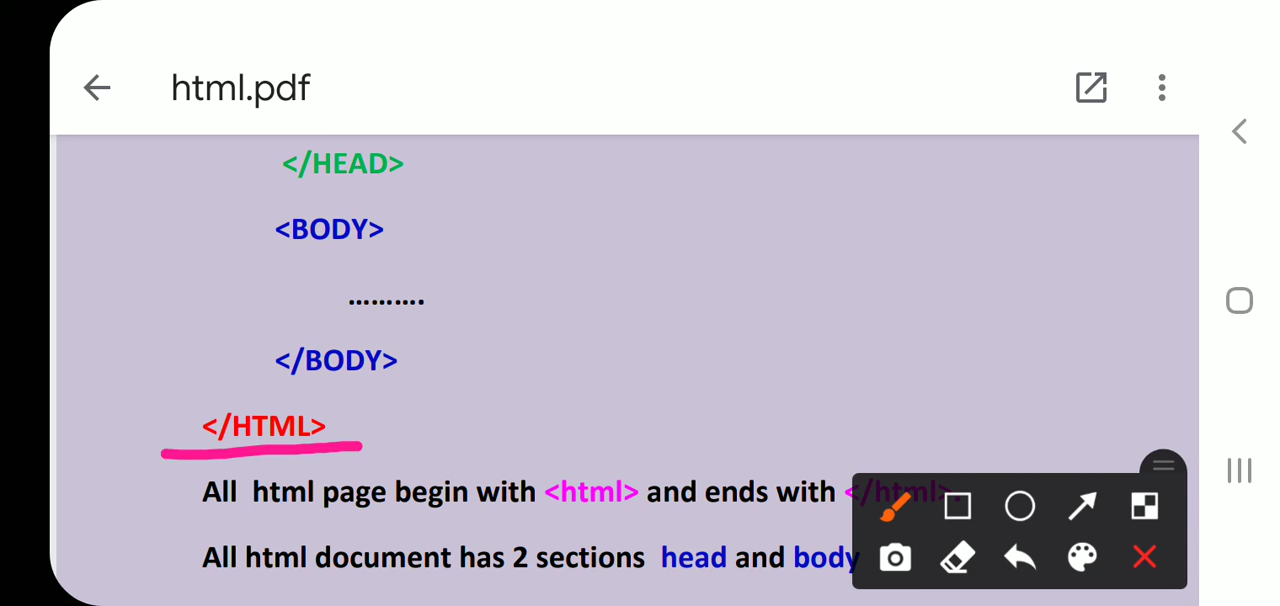 html.pdf
</HEAD>
<BODY>
..........
</BODY>
</HTML>
All html page begin with <html> and ends with </html>.
All html document has 2 sections head and body